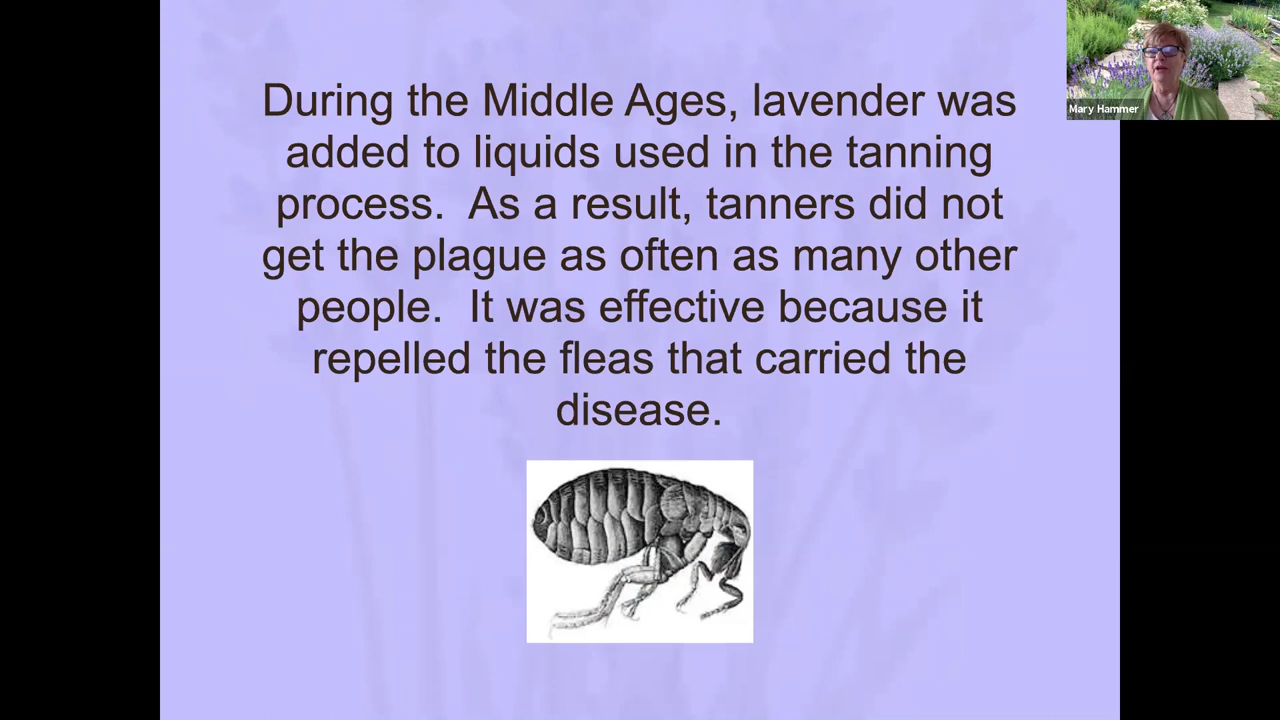 During the Middle Ages, lavender was
added to liquids used in the tanning
process.  As a result, tanners did not
get the plague as often as many other
people.  It was effective because it
repelled the fleas that carried the
disease.
Mary Hammer